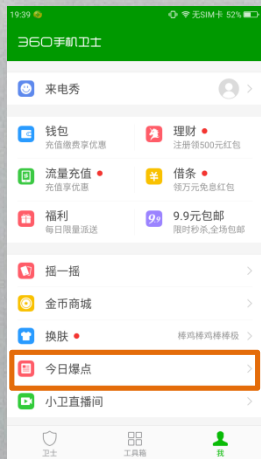 19:39 无SIM卡 52%
360手机卫士
来电秀
钱包
充值缴费享优惠
理财
注册领500元红包
流量充值
充值享优惠
借条
领万元免息红包
福利
每日限量派送
9.9
9.9元包邮
限时秒杀,全场包邮
摇一摇
金币商城
换肤 棒鸡棒鸡棒棒极
今日爆点
小卫直播间
卫士 工具箱 我